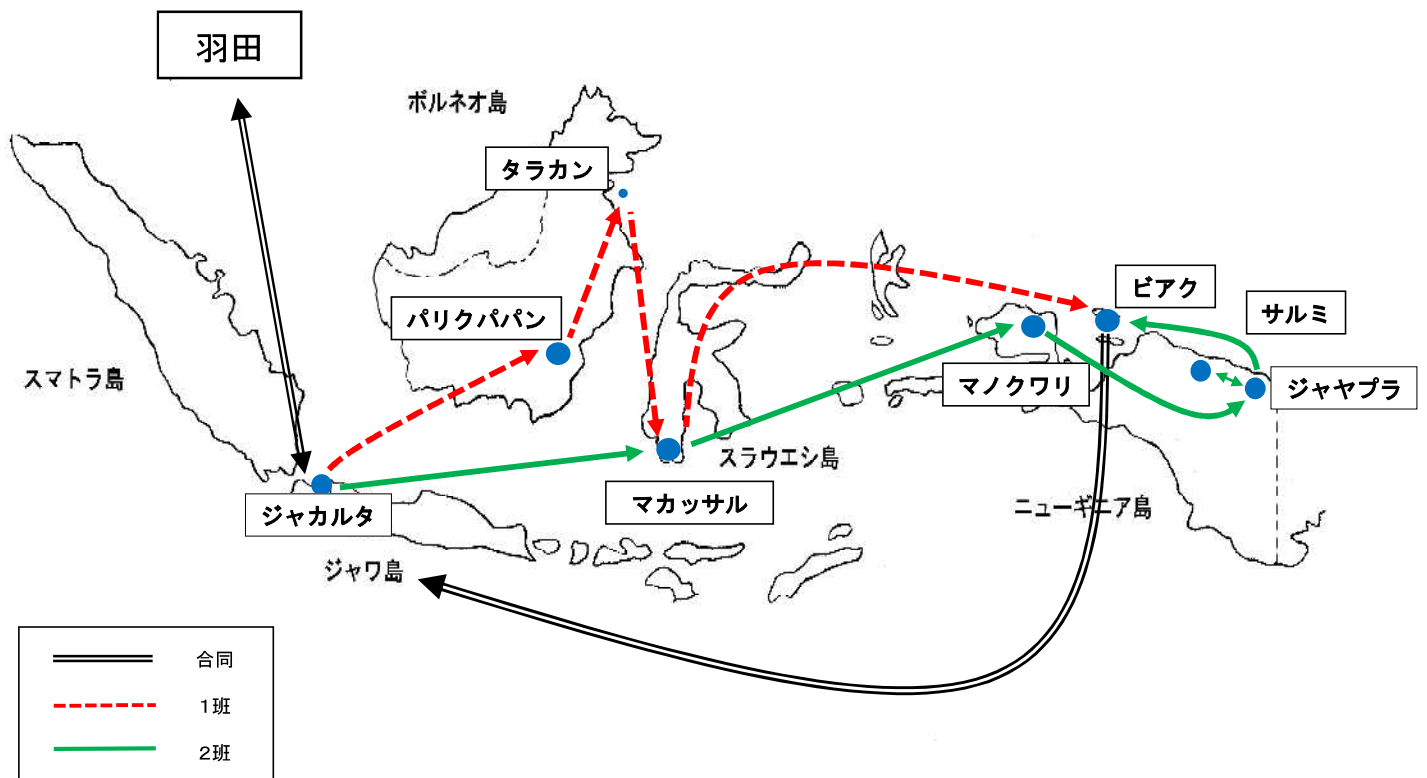 羽田
ボルネオ島
タラカン
ビアク
サルミ
パリクパパン
スマトラ島
マノクワリ
ジャヤプラ
スラウエシ島
マカッサル
ニューギニア島
ジャカルタ
ジャワ島
合同
1班
2班